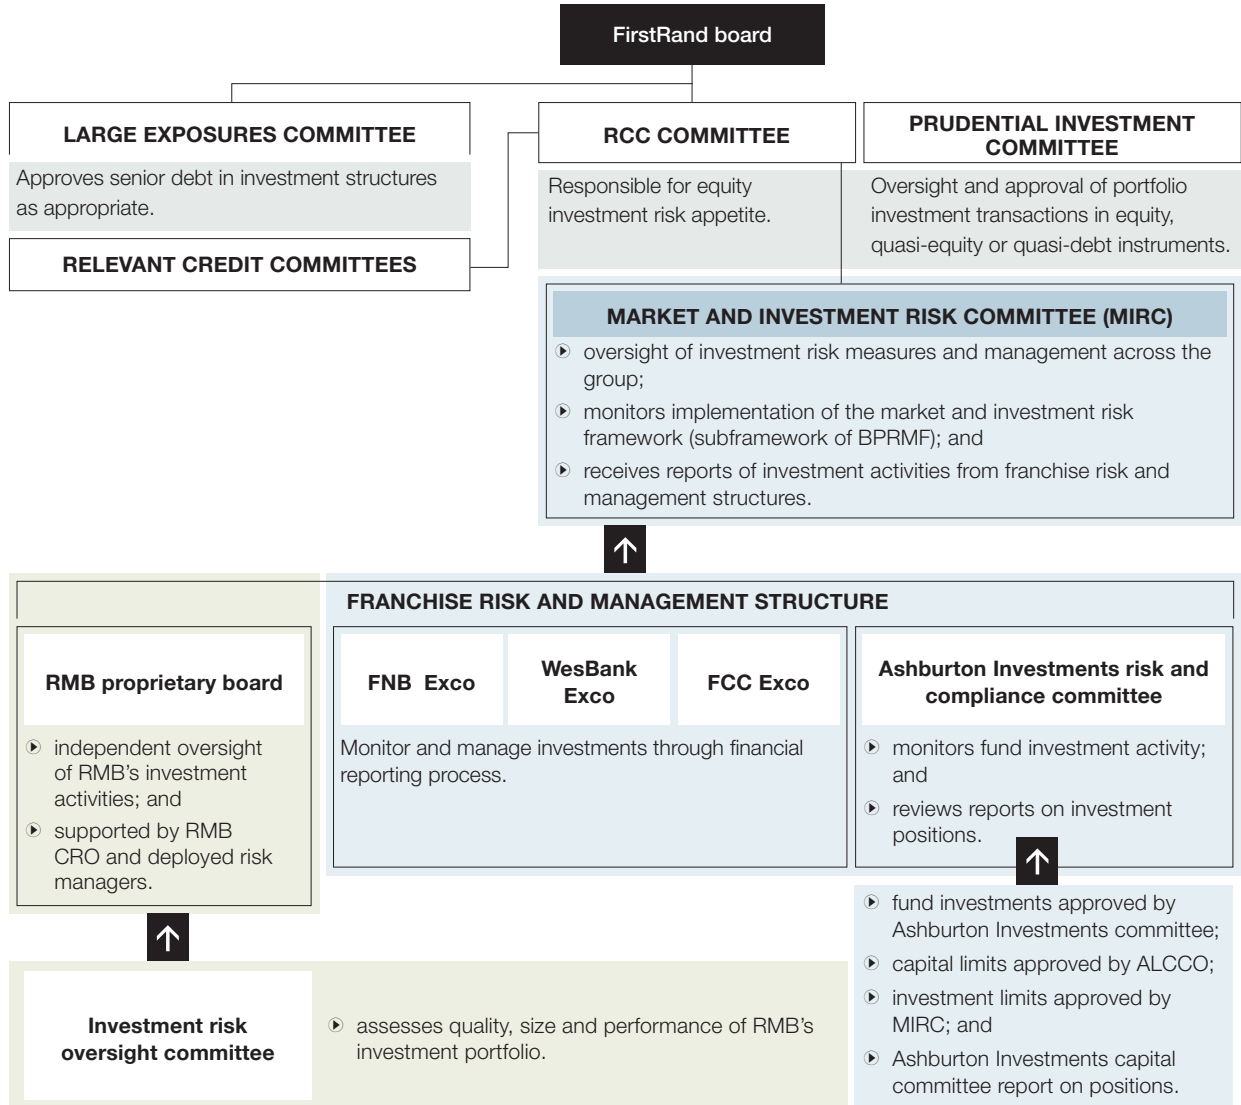 FirstRand board
LARGE EXPOSURES COMMITTEE
Approves senior debt in investment structures
as appropriate.
RELEVANT CREDIT COMMITTEES
RCC COMMITTEE
Responsible for equity
investment risk appetite.
PRUDENTIAL INVESTMENT
COMMITTEE
Oversight and approval of portfolio
investment transactions in equity,
quasi-equity or quasi-debt instruments.
MARKET AND INVESTMENT RISK COMMITTEE (MIRC)
oversight of investment risk measures and management across the
group;
monitors implementation of the market and investment risk
framework (subframework of BPRMF); and
receives reports of investment activities from franchise risk and
management structures.
FRANCHISE RISK AND MANAGEMENT STRUCTURE
RMB proprietary board
independent oversight
of RMB's investment
activities; and
supported by RMB
CRO and deployed risk
managers.
FNB Exco
WesBank
Exco
FCC Exco
Monitor and manage investments through financial
reporting process.
Ashburton Investments risk and
compliance committee
monitors fund investment activity;
and
reviews reports on investment
positions.
fund investments approved by
Ashburton Investments committee;
capital limits approved by ALCCO;
investment limits approved by
MIRC; and
Ashburton Investments capital
committee report on positions.
Investment risk
oversight committee
assesses quality, size and performance of RMB's
investment portfolio.